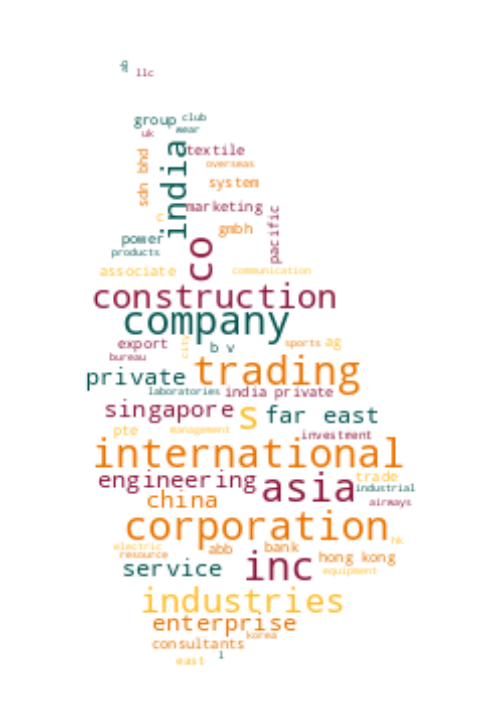 llc
group club
uk wear
india
textile
sdn bhd
overseas
system
marketing
c
gmbh
pacific
power
co
products
associate
communication
construction
company
export
city
b v
sports ag
bureau
private trading
laboratories india private
singapore s far east
pte
management
investment
international
engineering asia trade
industrial
china
airways
corporation
hk
electric
abb
bank
resource
hong kong
service inc
equipment
industries
enterprise
korea
consultants
l
east